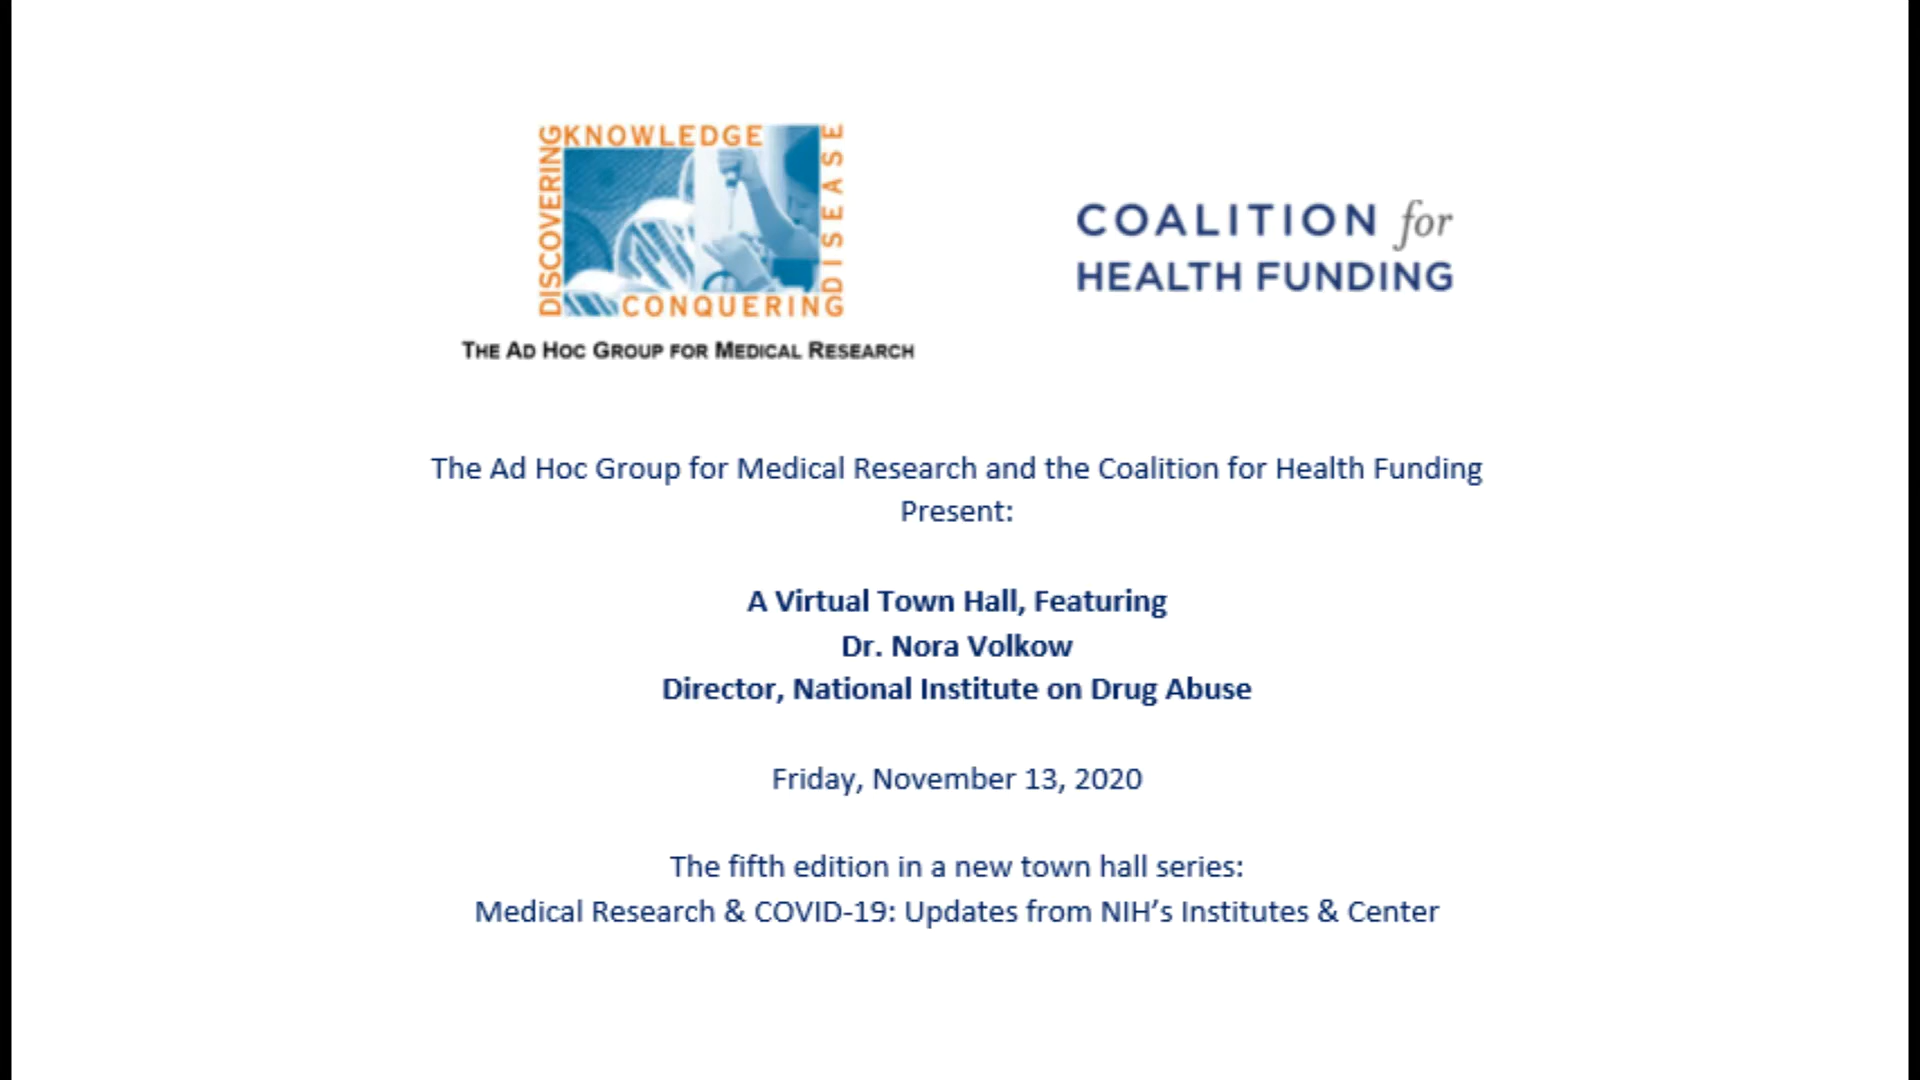 DISCOVERING
KNOWLEDGE
CONQUERING
DISEASE
THE AD HOC GROUP FOR MEDICAL RESEARCH
COALITION for
HEALTH FUNDING
The Ad Hoc Group for Medical Research and the Coalition for Health Funding
Present:
A Virtual Town Hall, Featuring
Dr. Nora Volkow
Director, National Institute on Drug Abuse
Friday, November 13, 2020
The fifth edition in a new town hall series:
Medical Research & COVID-19: Updates from NIH’s Institutes & Center